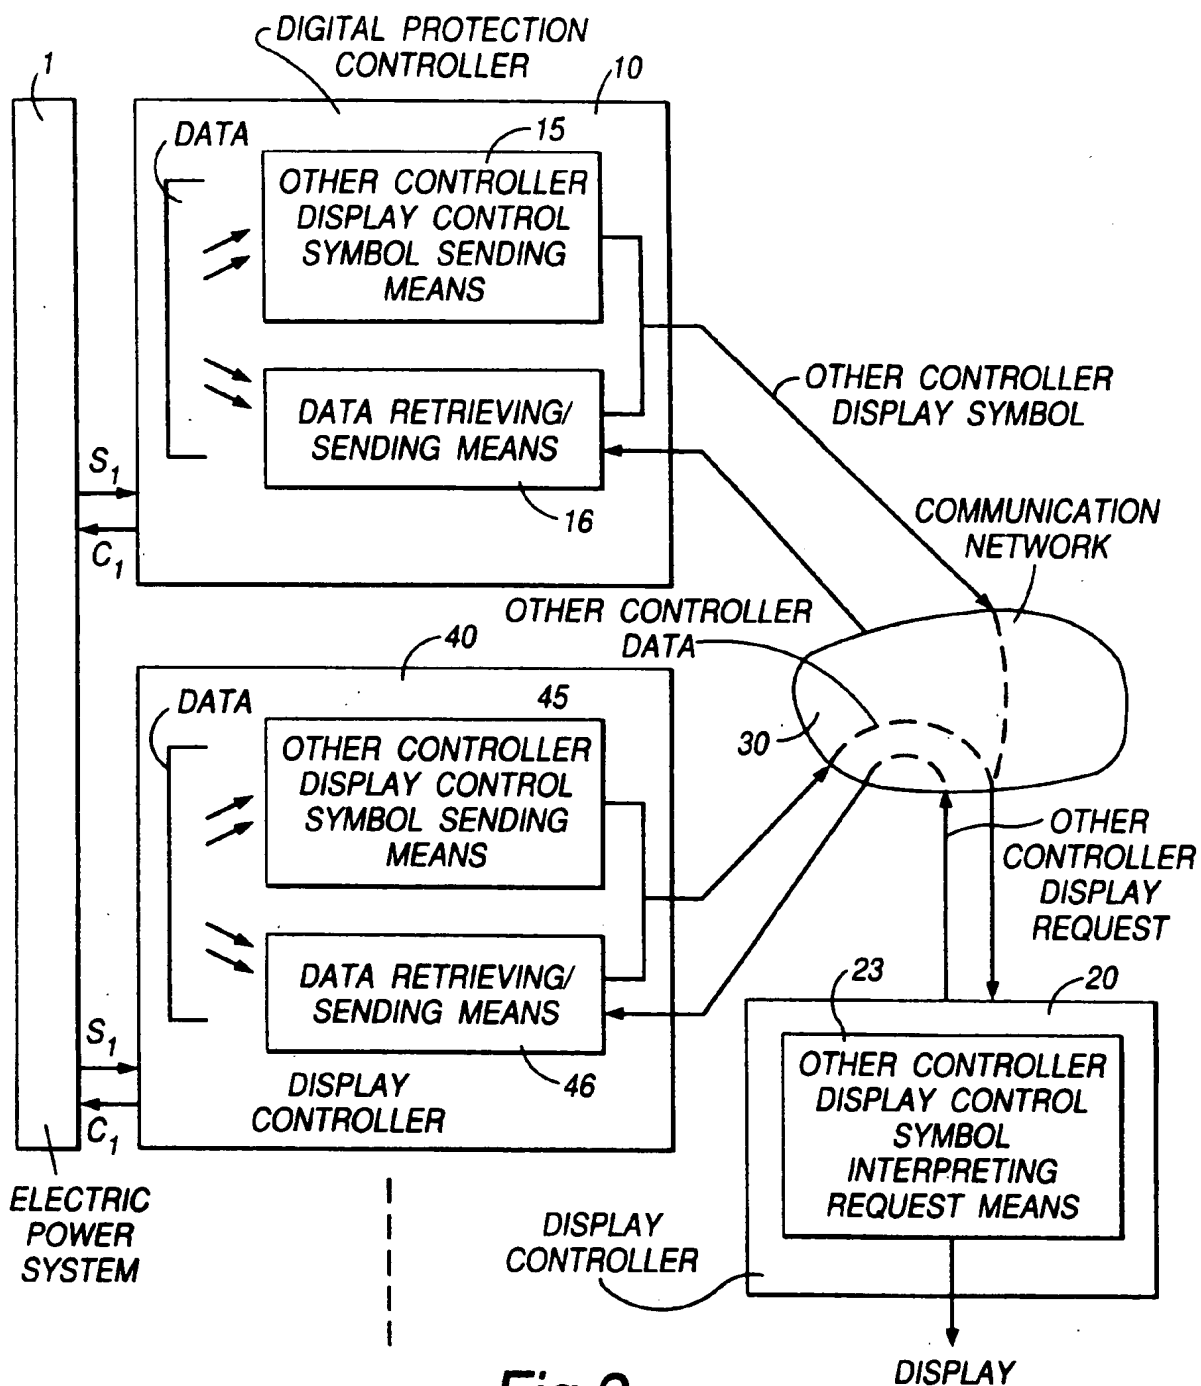 DIGITAL PROTECTION
CONTROLLER
1
10
DATA
15
OTHER CONTROLLER
DISPLAY CONTROL
SYMBOL SENDING
MEANS
DATA RETRIEVING/
SENDING MEANS
16
S1
C1
OTHER CONTROLLER
DISPLAY SYMBOL
COMMUNICATION
NETWORK
OTHER CONTROLLER
DATA
30
40
DATA
45
OTHER CONTROLLER
DISPLAY CONTROL
SYMBOL SENDING
MEANS
DATA RETRIEVING/
SENDING MEANS
46
S1
C1
DISPLAY
CONTROLLER
OTHER
CONTROLLER
DISPLAY
REQUEST
23
20
OTHER CONTROLLER
DISPLAY CONTROL
SYMBOL
INTERPRETING
REQUEST MEANS
ELECTRIC
POWER
SYSTEM
DISPLAY
CONTROLLER
DISPLAY